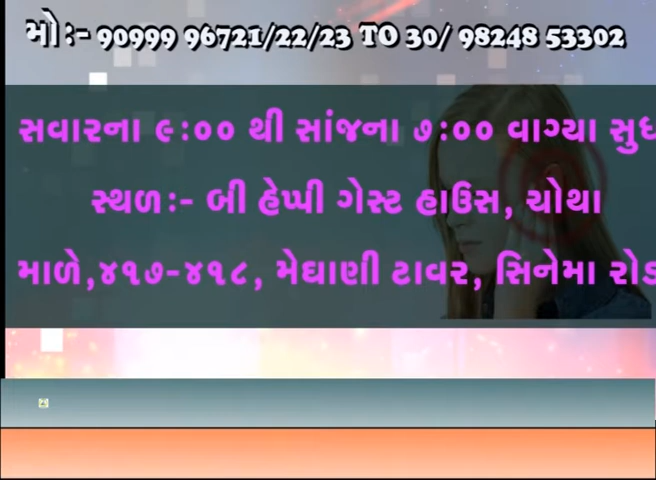 મો :- 90999 96721/22/23 TO 30/ 98248 53302
સવારના ૯:૦૦ થી સાંજના ૭:૦૦ વાગ્યા
સ્થળ:- બી હેપ્પી ગેસ્ટ હાઉસ, ચોથા
માળે,૪૧૭-૪૧૮, મેઘાણી ટાવર, સિનેમા